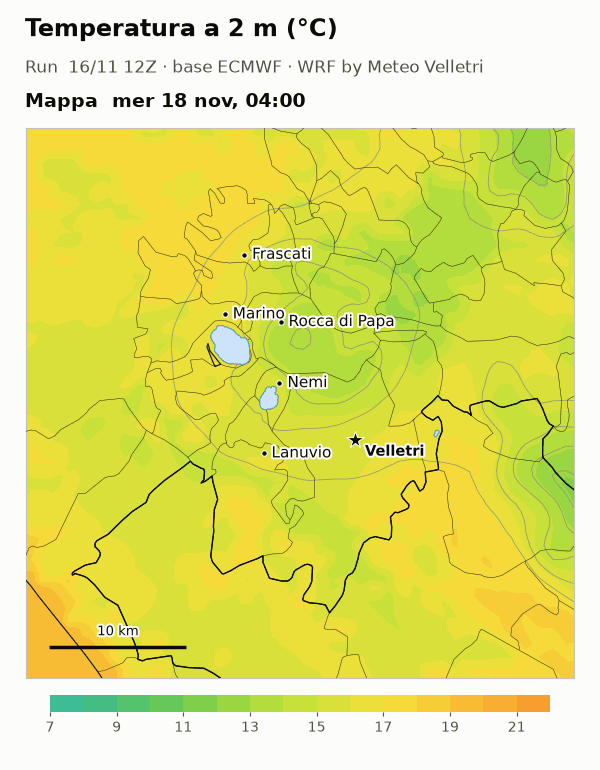 Temperatura a 2 m (°C)
Run  16/11 12Z · base ECMWF · WRF by Meteo Velletri
Mappa  mer 18 nov, 04:00
Frascati
Marino
Rocca di Papa
Nemi
Velletri
Lanuvio
10 km
7 9 11 13 15 17 19 21